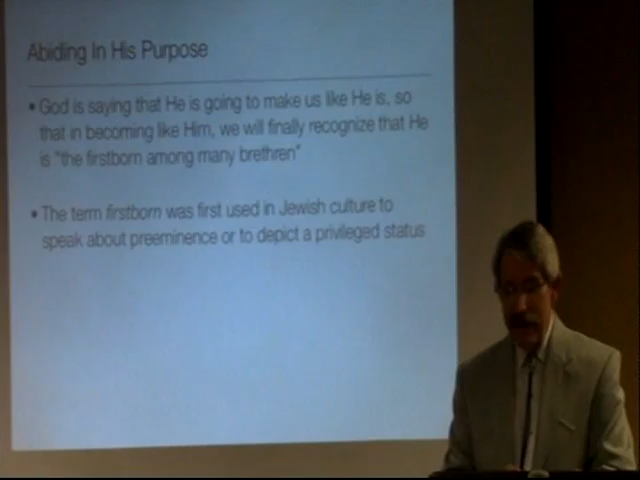 Abiding In His Purpose
• God is saying that He is going to make us like He is, so
that in becoming like Him, we will finally recognize that He
is "the firstborn among many brethren"
• The term firstborn was first used in Jewish culture to
speak about preeminence or to depict a privileged status